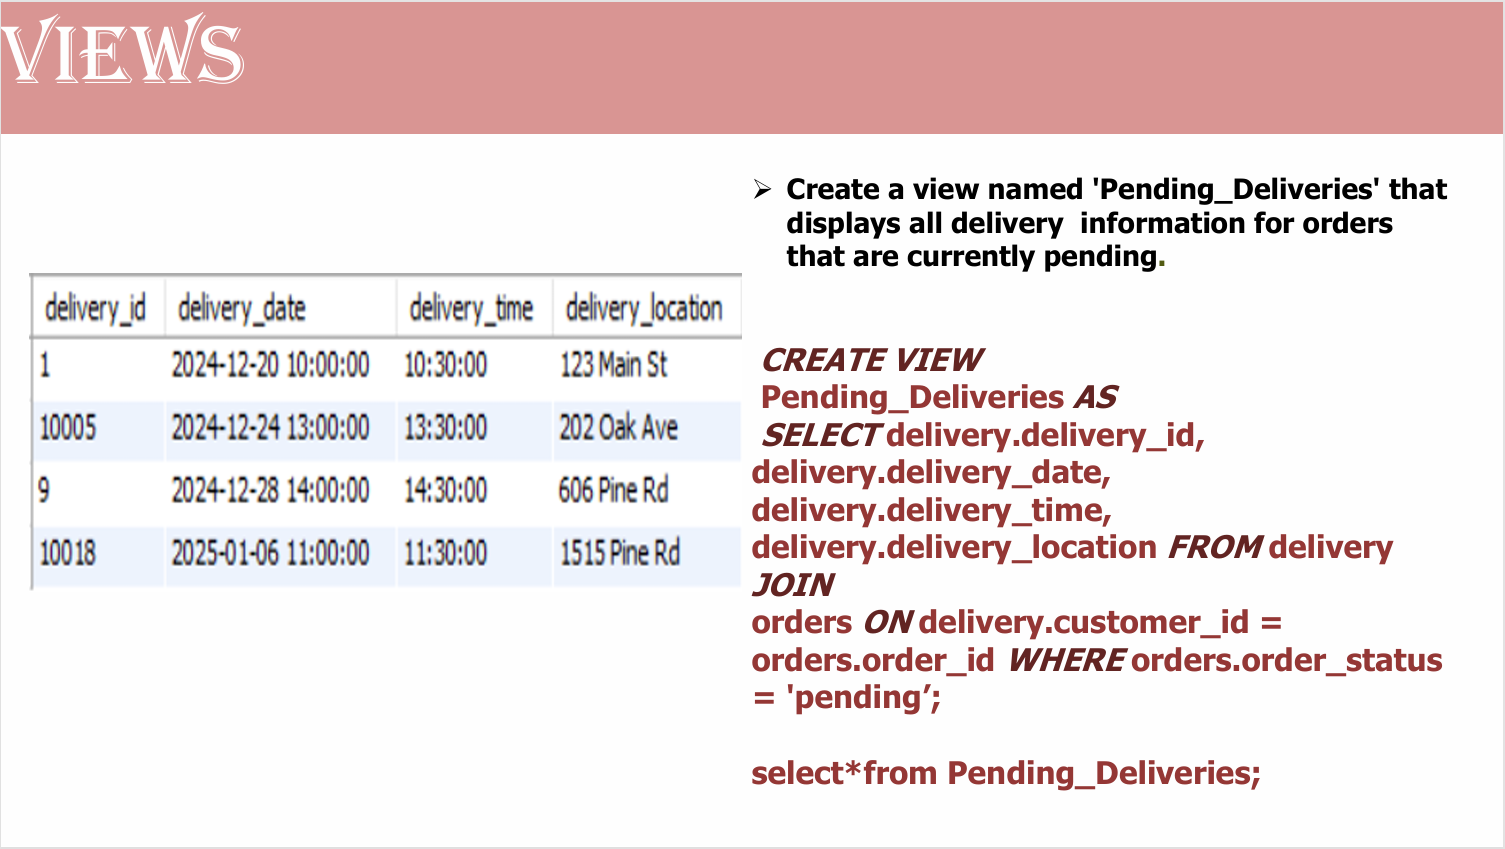 VIEWS
delivery_id delivery_date delivery_time delivery_location
1 2024-12-20 10:00:00 10:30:00 123 Main St
10005 2024-12-24 13:00:00 13:30:00 202 Oak Ave
9 2024-12-28 14:00:00 14:30:00 606 Pine Rd
10018 2025-01-06 11:00:00 11:30:00 1515 Pine Rd
➢ Create a view named 'Pending_Deliveries' that
displays all delivery information for orders
that are currently pending.
CREATE VIEW
Pending_Deliveries AS
SELECT delivery.delivery_id,
delivery.delivery_date,
delivery.delivery_time,
delivery.delivery_location FROM delivery
JOIN
orders ON delivery.customer_id =
orders.order_id WHERE orders.order_status
= 'pending’;
select*from Pending_Deliveries;